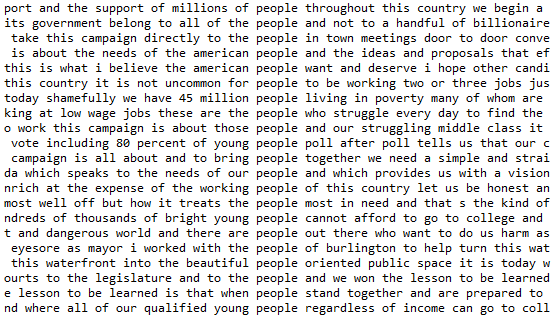 port and the support of millions of people throughout this country we begin a
its government belong to all of the people and not to a handful of billionaire
take this campaign directly to the people in town meetings door to door conve
is about the needs of the american people and the ideas and proposals that ef
this is what i believe the american people want and deserve i hope other candi
this country it is not uncommon for people to be working two or three jobs jus
today shamefully we have 45 million people living in poverty many of whom are
king at low wage jobs these are the people who struggle every day to find the
o work this campaign is about those people and our struggling middle class it
vote including 80 percent of young people poll after poll tells us that our c
campaign is all about and to bring people together we need a simple and strai
da which speaks to the needs of our people and which provides us with a vision
nrich at the expense of the working people of this country let us be honest an
most well off but how it treats the people most in need and that s the kind of
ndreds of thousands of bright young people cannot afford to go to college and
t and dangerous world and there are people out there who want to do us harm as
eyesore as mayor i worked with the people of burlington to help turn this wat
this waterfront into the beautiful people oriented public space it is today w
ourts to the legislature and to the people and we won the lesson to be learned
e lesson to be learned is that when people stand together and are prepared to
nd where all of our qualified young people regardless of income can go to coll